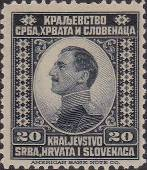 КРАЉЕВСТВО
СРБА, ХРВАТА И СЛОВЕНАЦА
20 KRALJEVSTVO 20
SRBA, HRVATA I SLOVENACA
AMERICAN BANK NOTE CO.